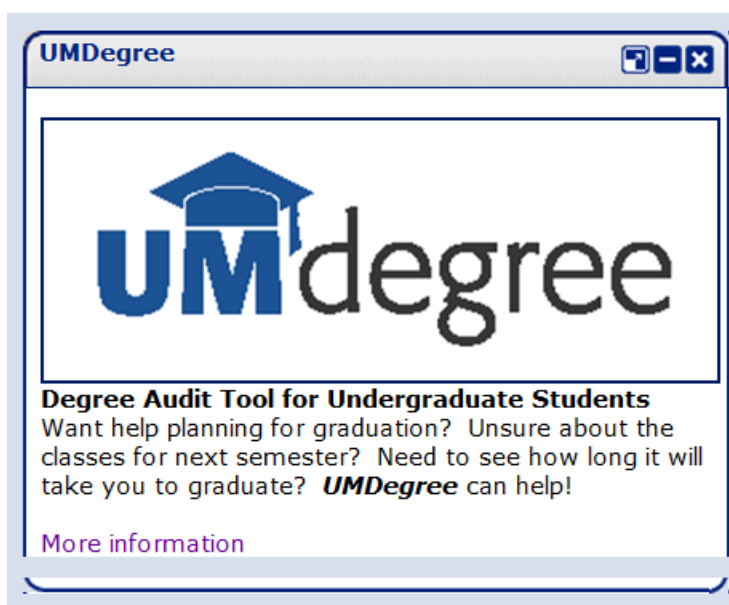 UMDegree
UMdegree
Degree Audit Tool for Undergraduate Students
Want help planning for graduation?  Unsure about the
classes for next semester?  Need to see how long it will
take you to graduate?  UMDegree can help!
More information